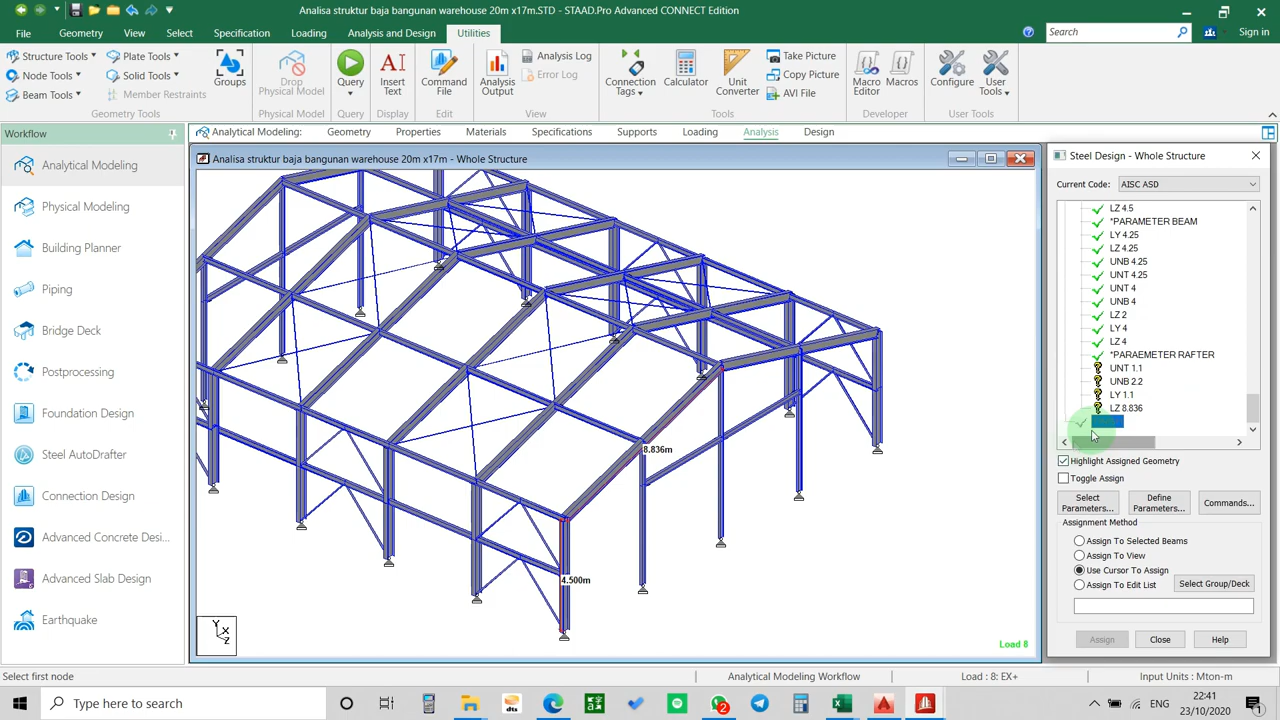 Analisa struktur baja bangunan warehouse 20m x17m.STD - STAAD.Pro Advanced CONNECT Edition
File Geometry View Select Specification Loading Analysis and Design Utilities Search Sign in
Structure Tools
Node Tools
Beam Tools
Plate Tools
Solid Tools
Member Restraints
Groups
Geometry Tools
Drop
Physical Model
Physical Model
Query
Query
Insert
Text
Display
Command
File
Edit
Analysis
Output
Analysis Log
Error Log
View
Connection
Tags
Calculator
Unit
Converter
Take Picture
Copy Picture
AVI File
Tools
Macro
Editor
Macros
Developer
Configure
User
Tools
User Tools
Workflow
Analytical Modeling
Physical Modeling
Building Planner
Piping
Bridge Deck
Postprocessing
Foundation Design
Steel AutoDrafter
Connection Design
Advanced Concrete Desi...
Advanced Slab Design
Earthquake
Analytical Modeling: Geometry Properties Materials Specifications Supports Loading Analysis Design
Analisa struktur baja bangunan warehouse 20m x17m - Whole Structure
8.836m
4.500m
Y
X
Z
Load 8
Steel Design - Whole Structure
Current Code: AISC ASD
LZ 4.5
*PARAMETER BEAM
LY 4.25
LZ 4.25
UNB 4.25
UNT 4.25
UNT 4
UNB 4
LZ 2
LY 4
LZ 4
*PARAEMETER RAFTER
UNT 1.1
UNB 2.2
LY 1.1
LZ 8.836
Highlight Assigned Geometry
Toggle Assign
Select
Parameters...
Define
Parameters...
Commands...
Assignment Method
Assign To Selected Beams
Assign To View
Use Cursor To Assign
Assign To Edit List
Select Group/Deck
Assign Close Help
Select first node
Analytical Modeling Workflow
Load : 8: EX+
Input Units : Mton-m
Type here to search
dts
2
ENG
22:41
23/10/2020
1